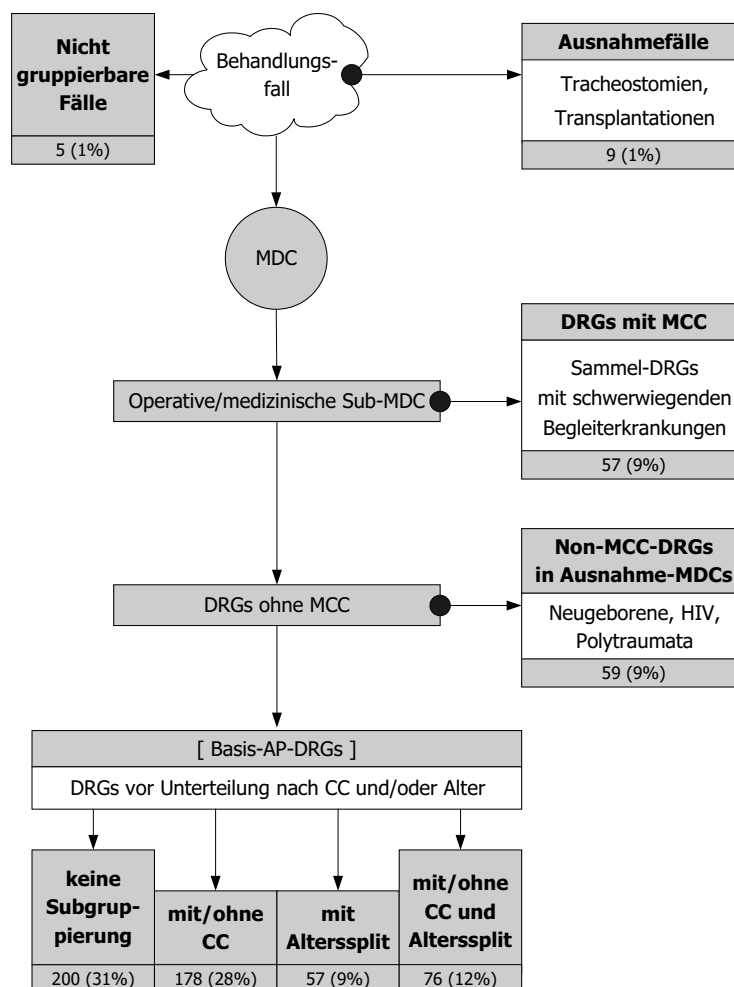 Nicht
gruppierbare
Fälle
5 (1%)
Behandlungs-
fall
Ausnahmefälle
Tracheostomien,
Transplantationen
9 (1%)
MDC
DRGs mit MCC
Sammel-DRGs
mit schwerwiegenden
Begleiterkrankungen
57 (9%)
Operative/medizinische Sub-MDC
Non-MCC-DRGs
in Ausnahme-MDCs
Neugeborene, HIV,
Polytraumata
59 (9%)
DRGs ohne MCC
[ Basis-AP-DRGs ]
DRGs vor Unterteilung nach CC und/oder Alter
keine
Subgrup-
pierung
200 (31%)
mit/ohne
CC
178 (28%)
mit
Alterssplit
57 (9%)
mit/ohne
CC und
Alterssplit
76 (12%)